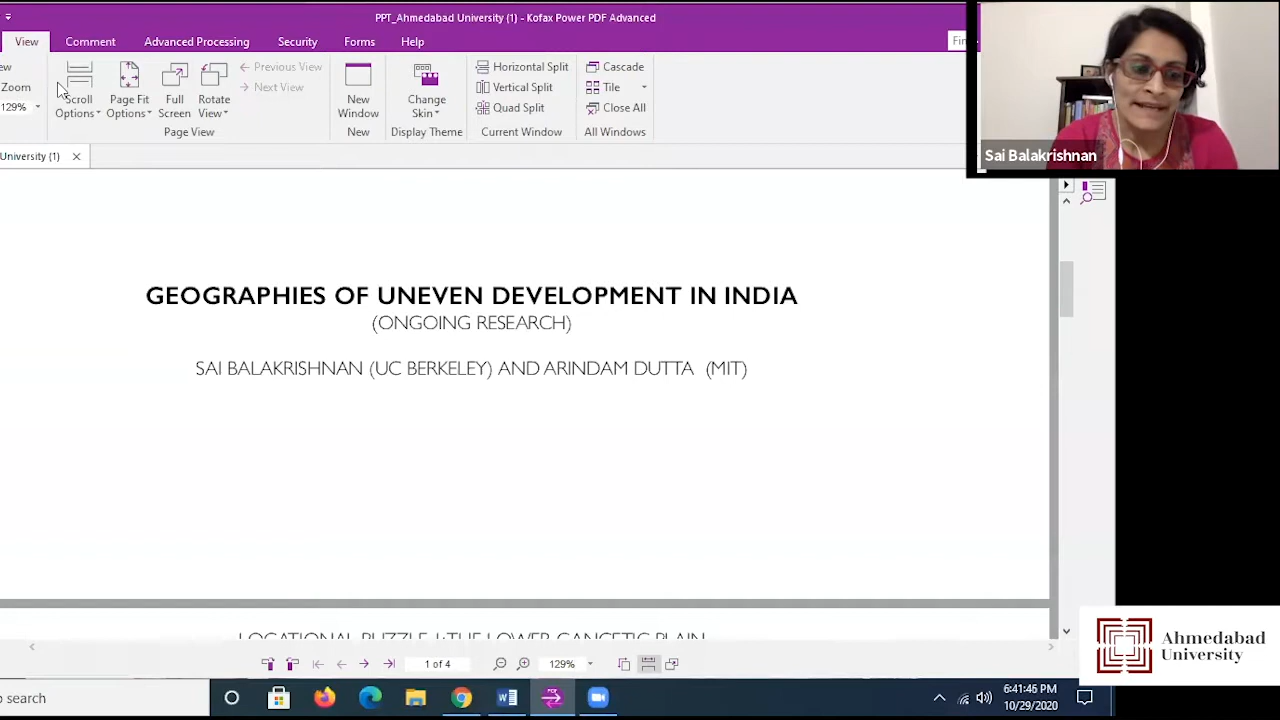 PPT_Ahmedabad University (1) - Kofax Power PDF Advanced
View
Comment
Advanced Processing
Security
Forms
Help
Zoom
129%
Scroll Options
Page Fit Options
Full Screen
Rotate View
Previous View
Next View
Page View
New Window
New
Change Skin
Display Theme
Horizontal Split
Vertical Split
Quad Split
Current Window
Cascade
Tile
Close All
All Windows
University (1)
Sai Balakrishnan
GEOGRAPHIES OF UNEVEN DEVELOPMENT IN INDIA
(ONGOING RESEARCH)
SAI BALAKRISHNAN (UC BERKELEY) AND ARINDAM DUTTA (MIT)
1 of 4
129%
Ahmedabad
University
search
6:41:45 PM
10/29/2020